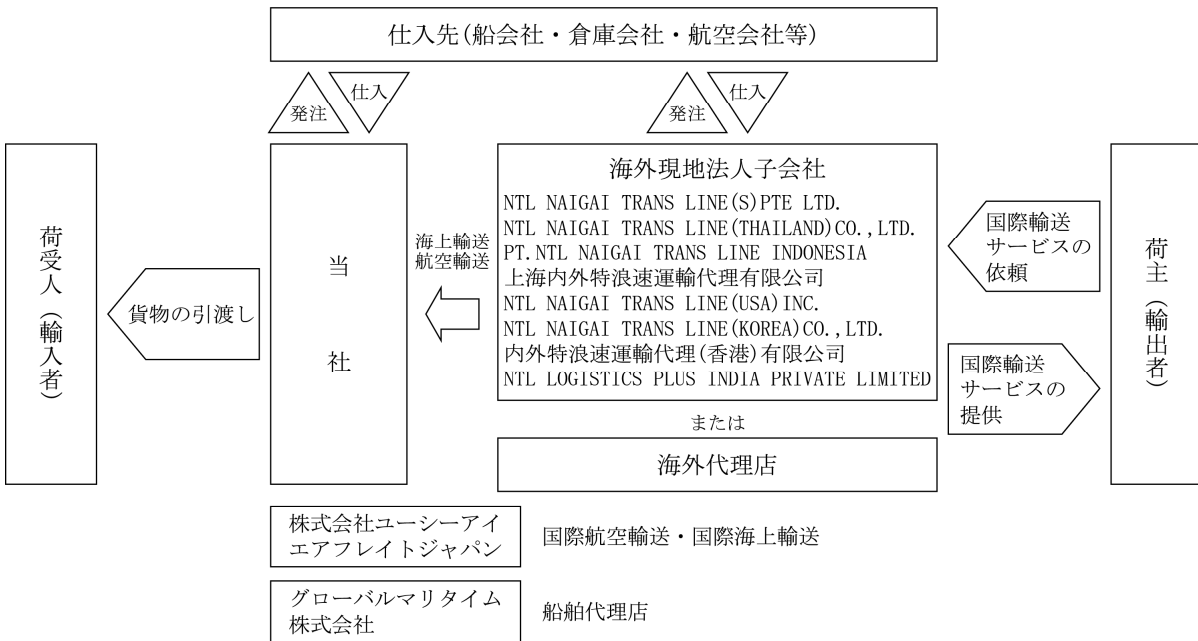 仕入先(船会社・倉庫会社・航空会社等)
発注
仕入
発注
仕入
荷受人(輸入者)
貨物の引渡し
当社
海上輸送
航空輸送
海外現地法人子会社
NTL NAIGAI TRANS LINE(S)PTE LTD.
NTL NAIGAI TRANS LINE(THAILAND)CO.,LTD.
PT.NTL NAIGAI TRANS LINE INDONESIA
上海内外特浪速運輸代理有限公司
NTL NAIGAI TRANS LINE(USA)INC.
NTL NAIGAI TRANS LINE(KOREA)CO.,LTD.
内外特浪速運輸代理(香港)有限公司
NTL LOGISTICS PLUS INDIA PRIVATE LIMITED
または
海外代理店
国際輸送
サービスの
依頼
国際輸送
サービスの
提供
荷主(輸出者)
株式会社ユーシーアイ
エアフレイトジャパン
国際航空輸送・国際海上輸送
グローバルマリタイム
株式会社
船舶代理店